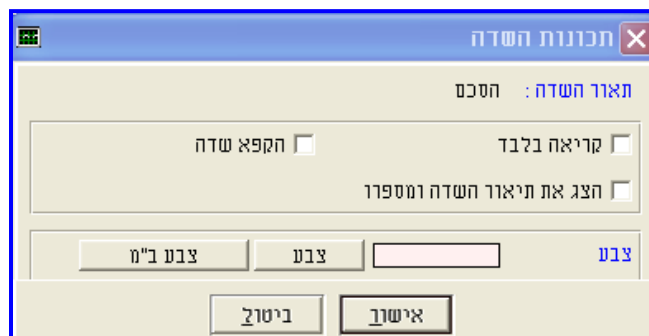 תכונות השדה
תאור השדה : הסכם
קריאה בלבד הקפא שדה
הצג את תיאור השדה ומספרו
צבע צבע צבע ב"מ
אישור ביטול